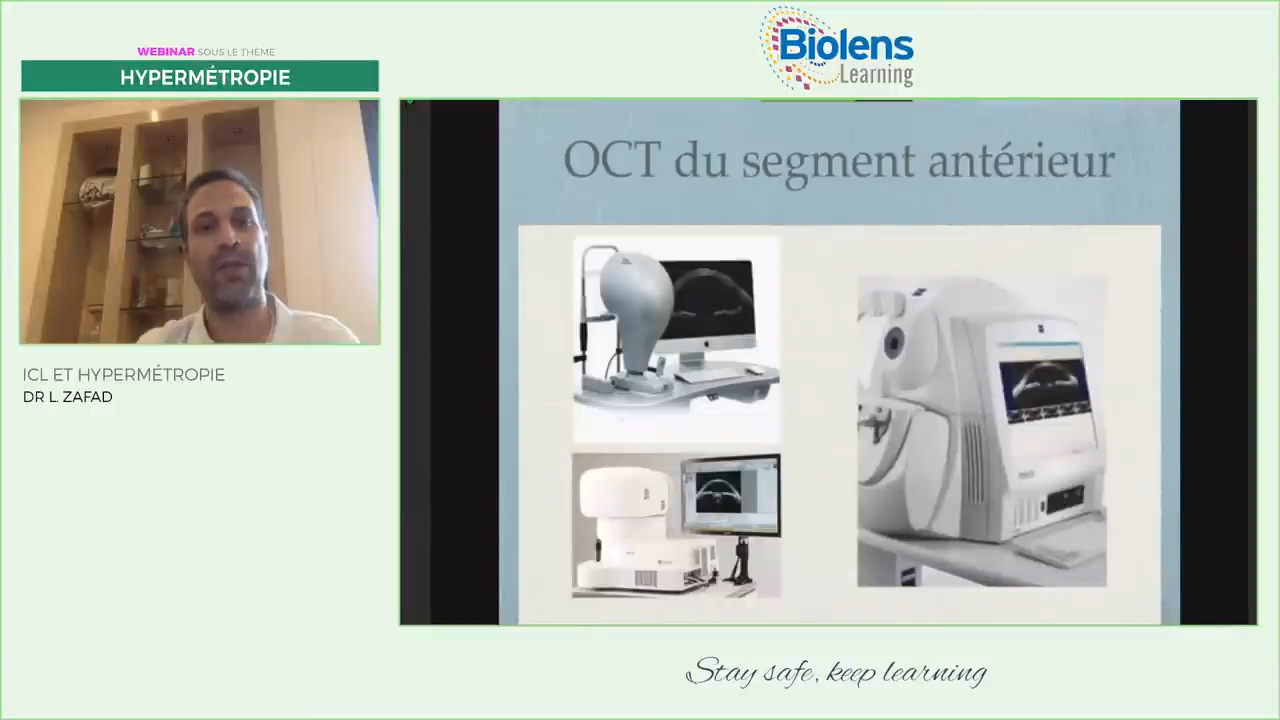 WEBINAR SOUS LE THÈME
HYPERMÉTROPIE
Biolens
Learning
OCT du segment antérieur
ICL ET HYPERMÉTROPIE
DR L. ZAFAD
Stay safe, keep learning